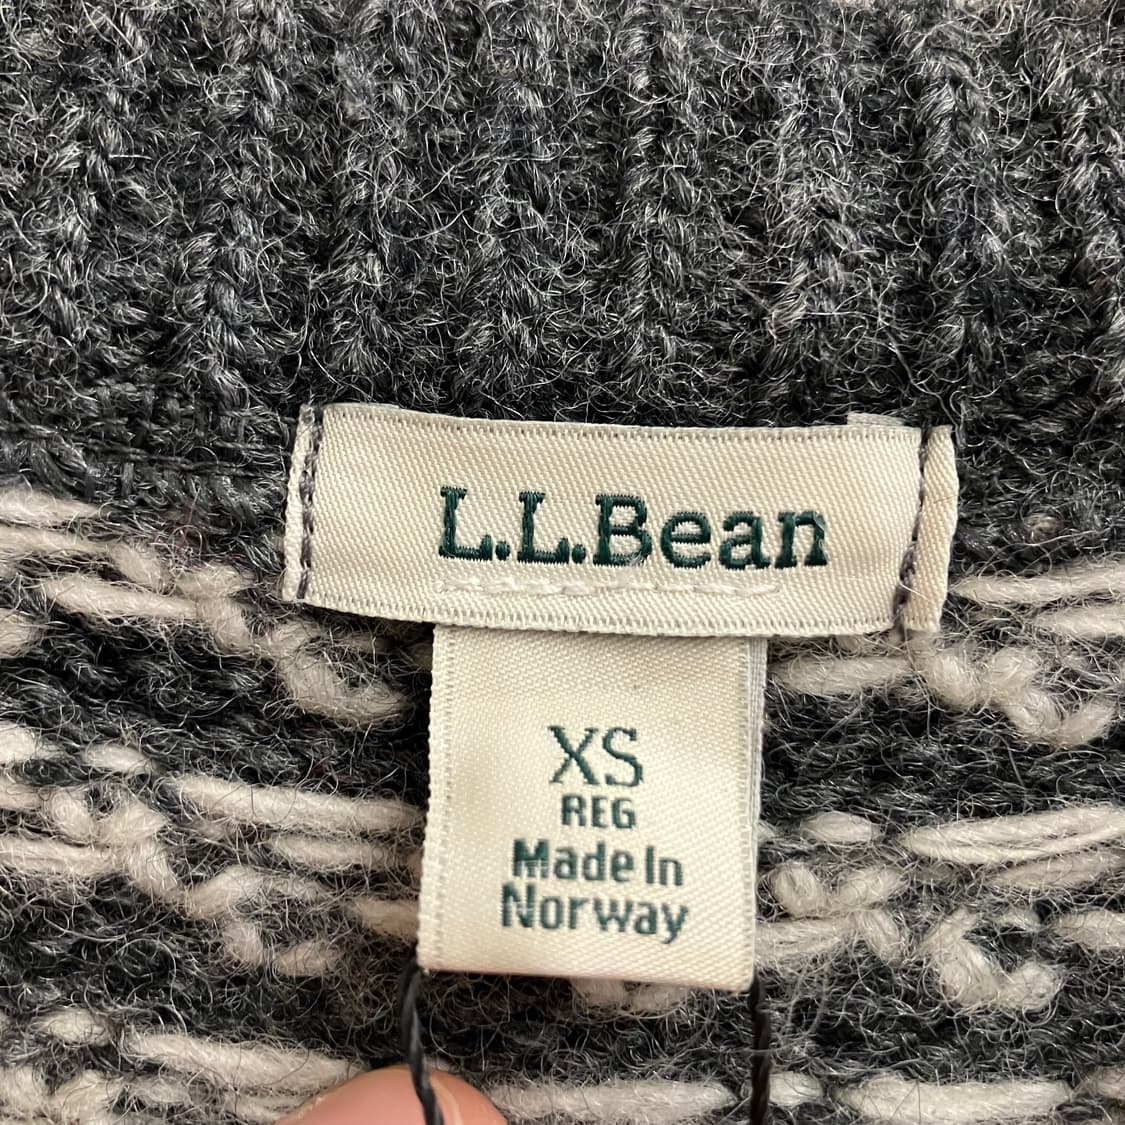 L.L.Bean
XS
REG
Made In
Norway